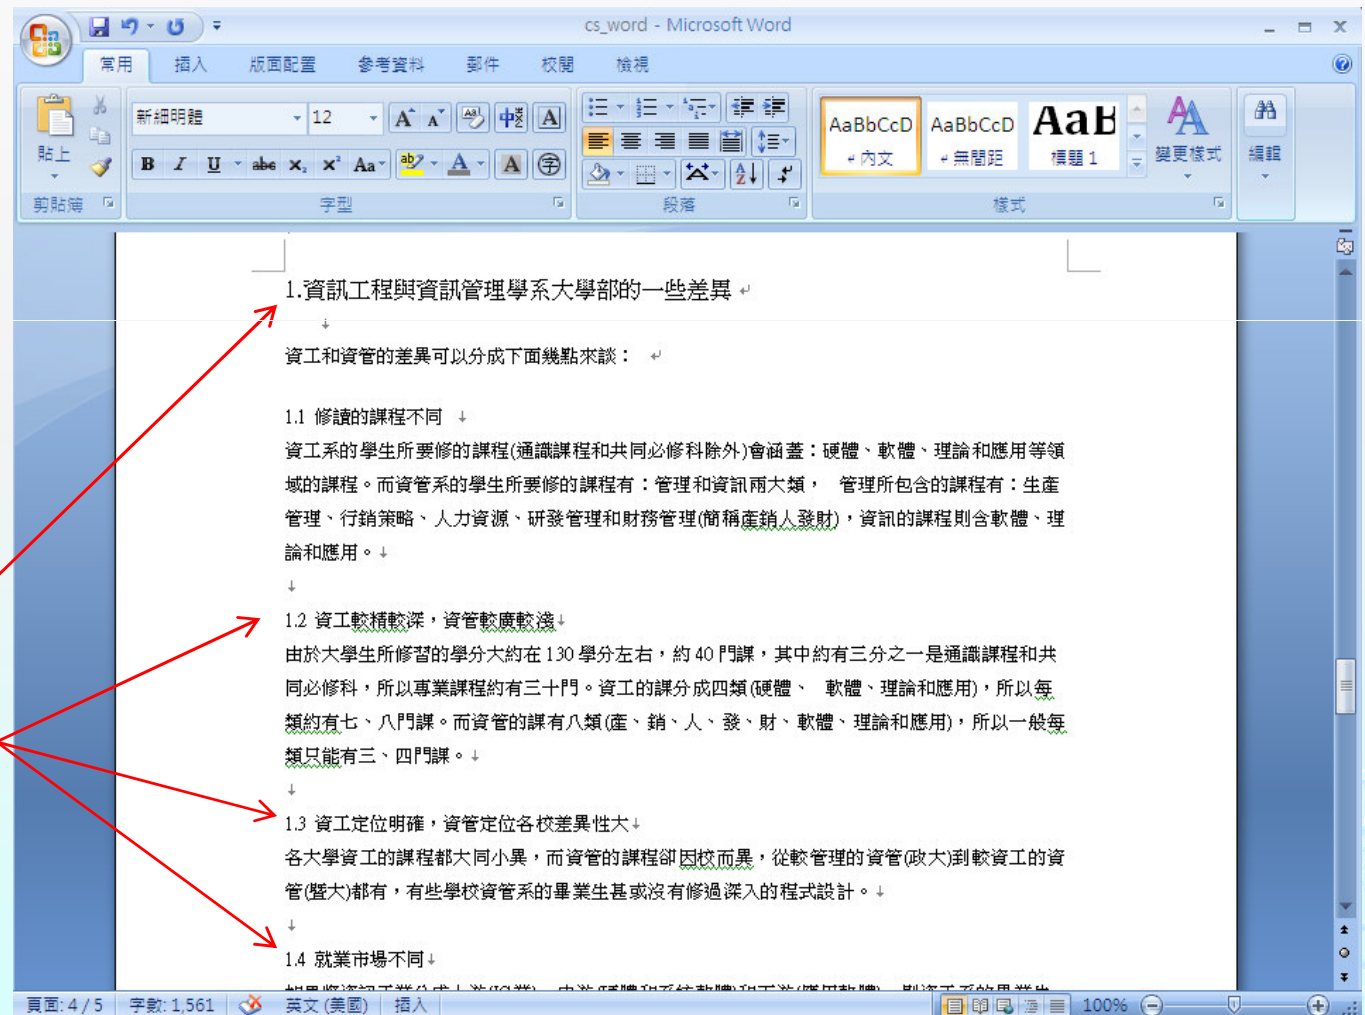 cs_word - Microsoft Word
常用 插入 版面配置 參考資料 郵件 校閱 檢視
新細明體 12
貼上
AaBbCcD AaBbCcD AaB
內文 無間距 標題 1
變更樣式 編輯
剪貼簿 字型 段落 樣式
1.資訊工程與資訊管理學系大學部的一些差異
資工和資管的差異可以分成下面幾點來談：
1.1 修讀的課程不同
資工系的學生所要修的課程(通識課程和共同必修科除外)會涵蓋：硬體、軟體、理論和應用等領
域的課程。而資管系的學生所要修的課程有：管理和資訊兩大類， 管理所包含的課程有：生產
管理、行銷策略、人力資源、研發管理和財務管理(簡稱產銷人發財)，資訊的課程則含軟體、理
論和應用。
1.2 資工較精較深，資管較廣較淺
由於大學生所修習的學分大約在 130 學分左右，約 40 門課，其中約有三分之一是通識課程和共
同必修科，所以專業課程約有三十門。資工的課分成四類(硬體、 軟體、理論和應用)，所以每
類約有七、八門課。而資管的課有八類(產、銷、人、發、財、軟體、理論和應用)，所以一般每
類只能有三、四門課。
1.3 資工定位明確，資管定位各校差異性大
各大學資工的課程都大同小異，而資管的課程卻因校而異，從較管理的資管(政大)到較資工的資
管(暨大)都有，有些學校資管系的畢業生甚或沒有修過深入的程式設計。
1.4 就業市場不同
頁面: 4 / 5 字數: 1,561 英文 (美國) 插入 100%